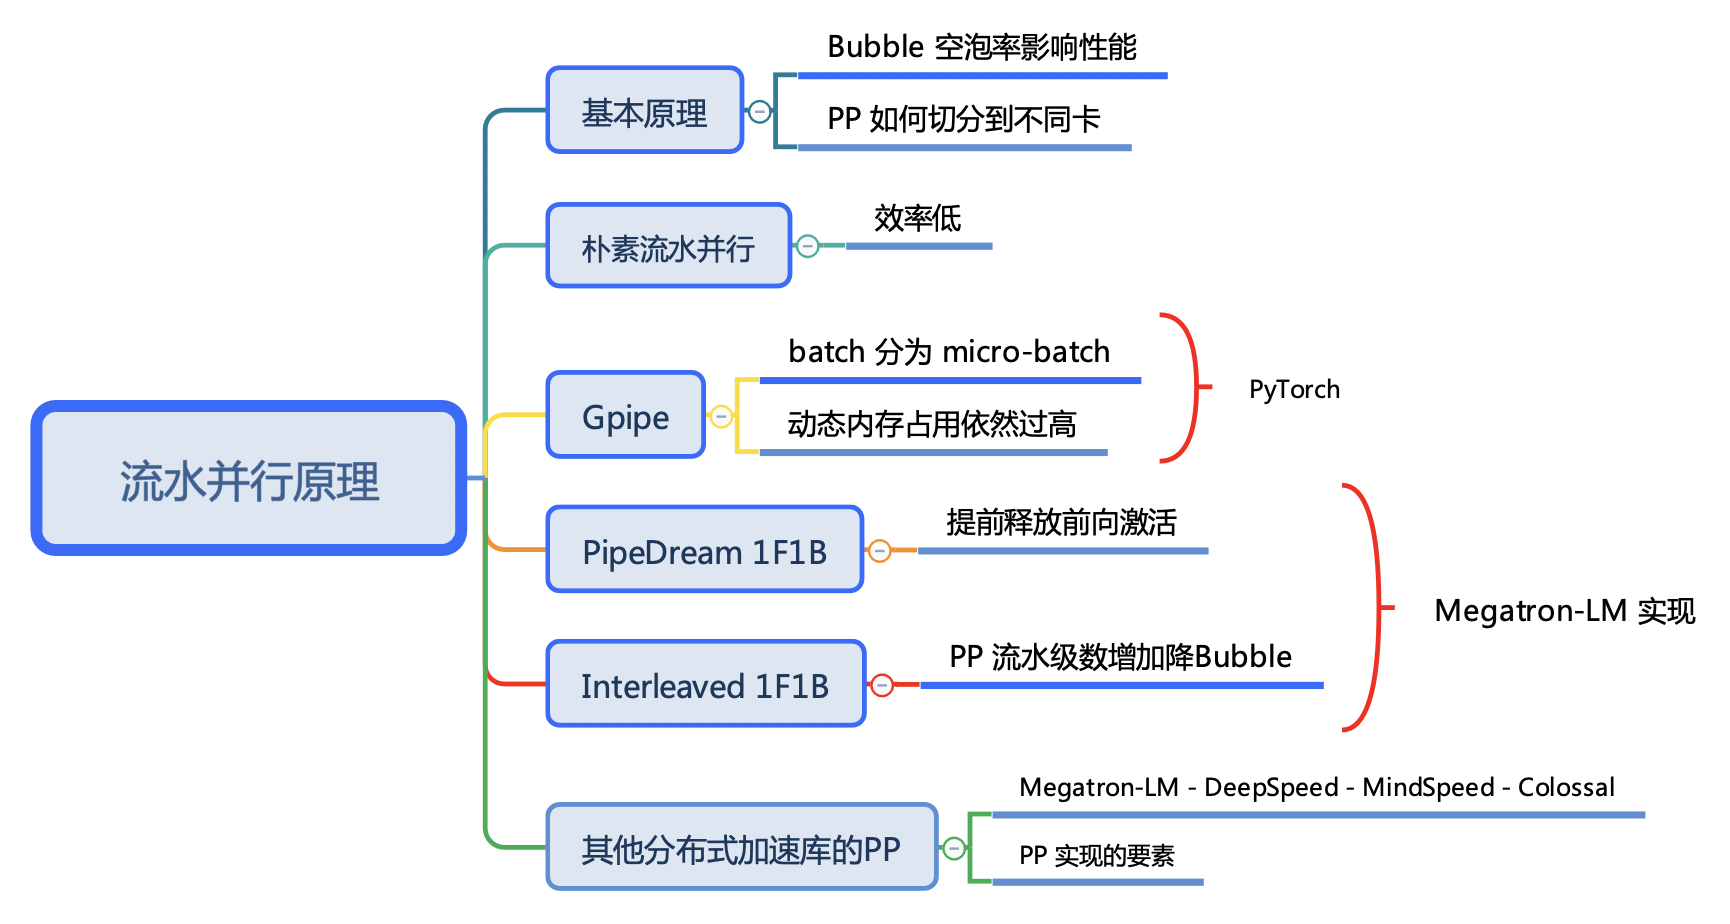 流水并行原理
基本原理
Bubble 空泡率影响性能
PP 如何切分到不同卡
朴素流水并行
效率低
Gpipe
batch 分为 micro-batch
动态内存占用依然过高
PyTorch
PipeDream 1F1B
提前释放前向激活
Interleaved 1F1B
PP 流水级数增加降Bubble
Megatron-LM 实现
其他分布式加速库的PP
Megatron-LM - DeepSpeed - MindSpeed - Colossal
PP 实现的要素